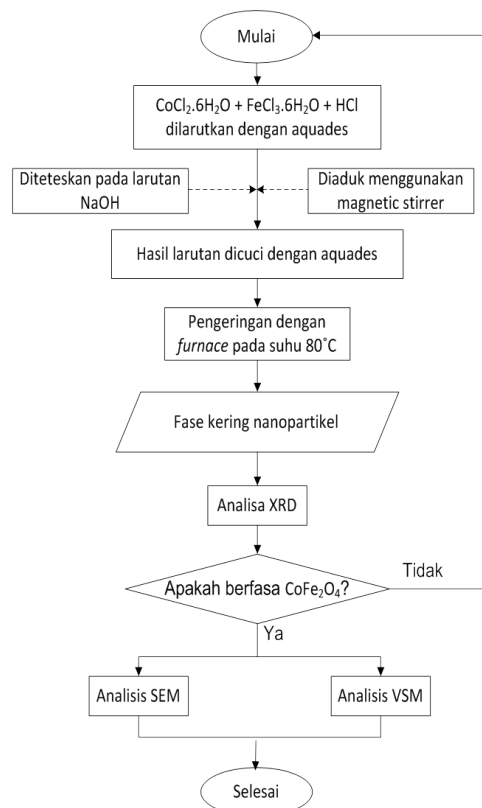 Mulai
CoCl₂.6H₂O + FeCl₃.6H₂O + HCl
dilarutkan dengan aquades
Diteteskan pada larutan
NaOH
Diaduk menggunakan
magnetic stirrer
Hasil larutan dicuci dengan aquades
Pengeringan dengan
furnace pada suhu 80˚C
Fase kering nanopartikel
Analisa XRD
Apakah berfasa CoFe₂O₄?
Tidak
Ya
Analisis SEM
Analisis VSM
Selesai